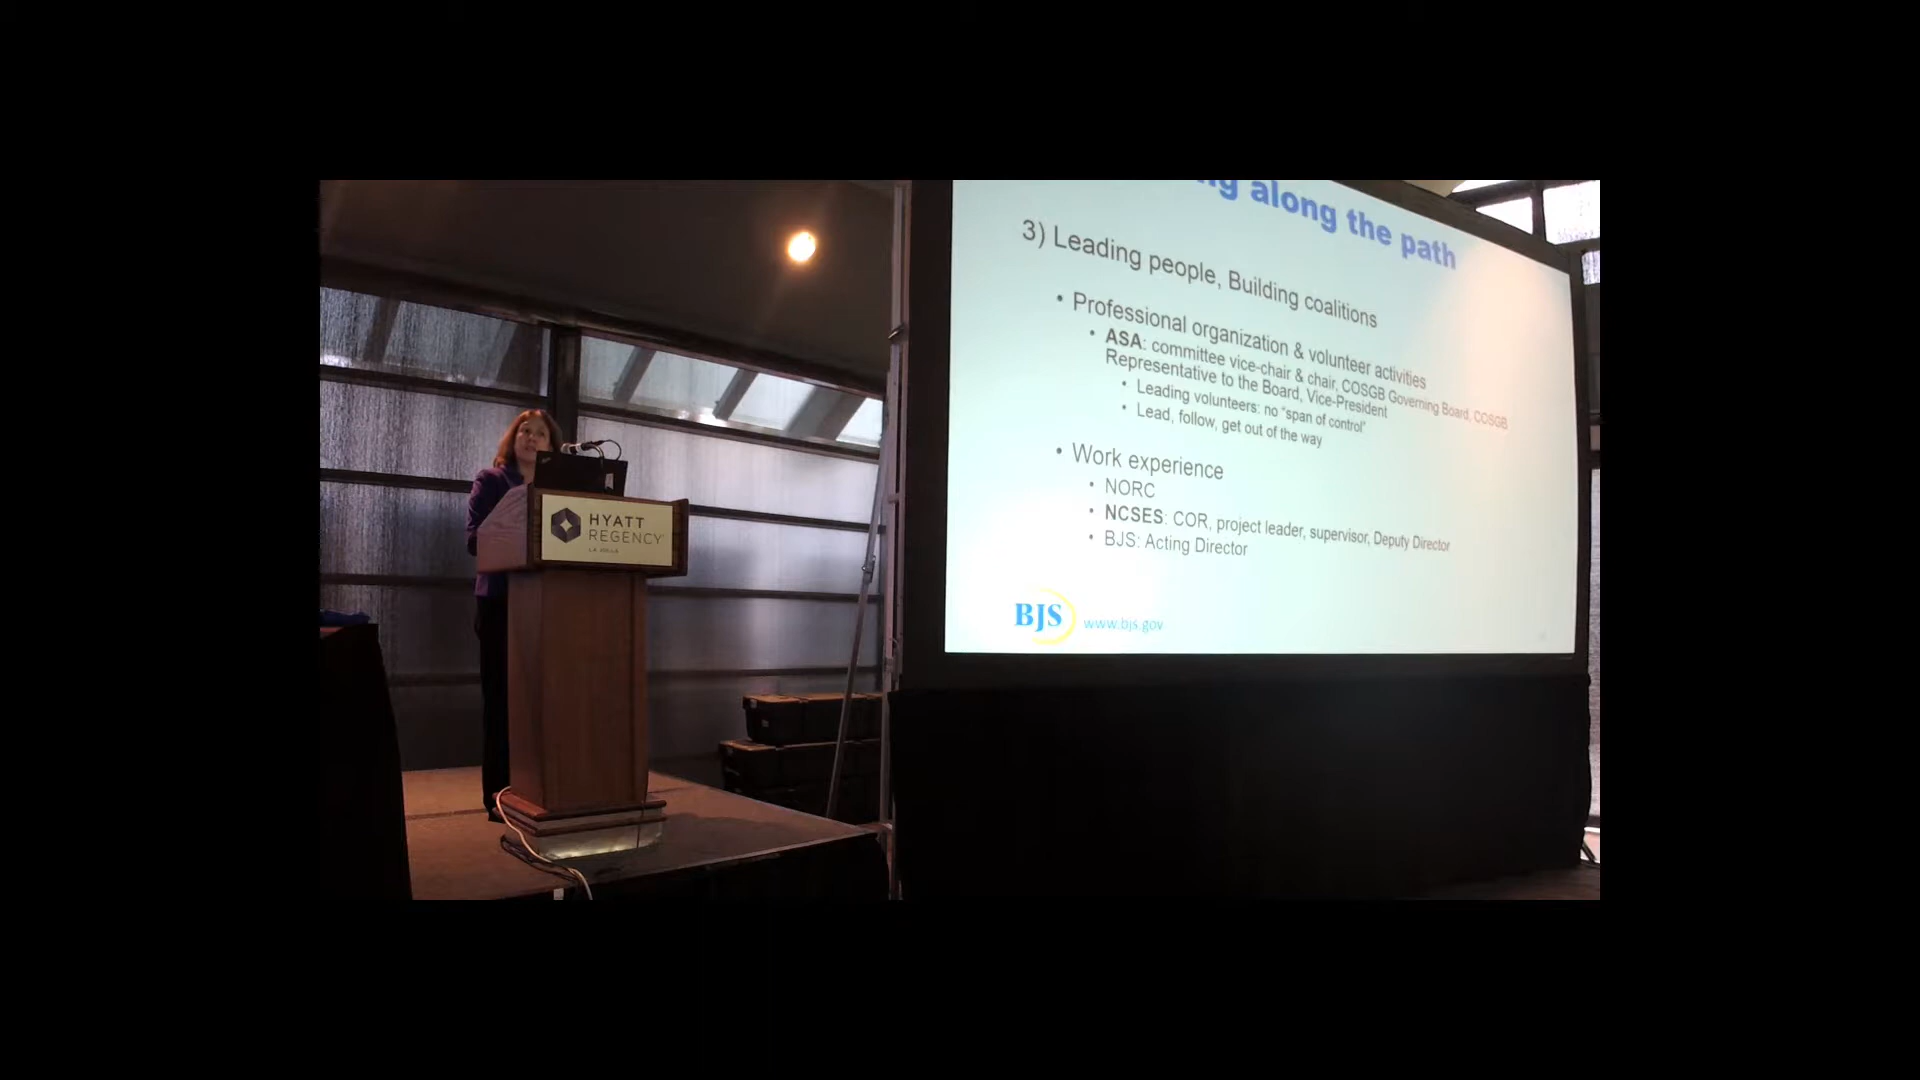 along the path
3) Leading people, Building coalitions
• Professional organization & volunteer activities
• ASA: committee vice-chair & chair, COSGB Governing Board, COSGB
Representative to the Board, Vice-President
• Leading volunteers: no "span of control"
• Lead, follow, get out of the way
• Work experience
• NORC
• NCSES: COR, project leader, supervisor, Deputy Director
• BJS: Acting Director
BJS www.bjs.gov
HYATT
REGENCY
LA JOLLA